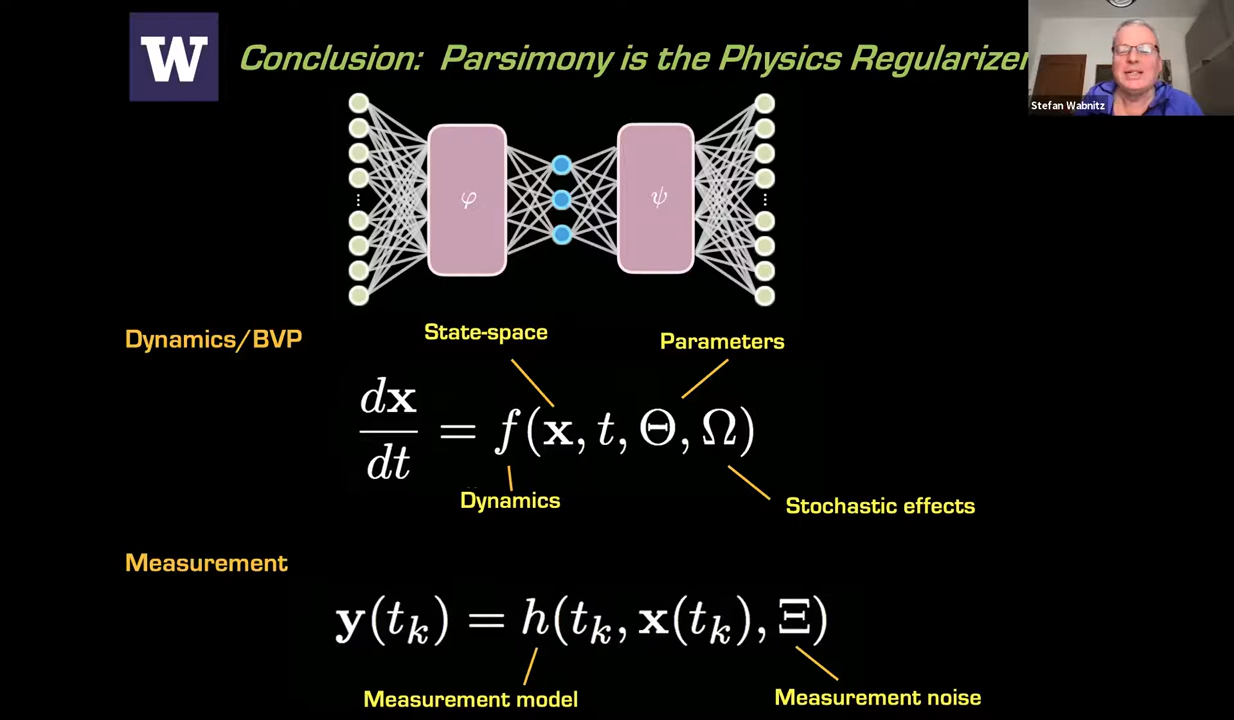 W
Conclusion: Parsimony is the Physics Regularizer
Stefan Wabnitz
φ
ψ
⋮
⋮
State-space
Parameters
Dynamics/BVP
d𝐱/dt = f(𝐱, t, Θ, Ω)
Dynamics
Stochastic effects
Measurement
𝐲(t_k) = h(t_k, 𝐱(t_k), Ξ)
Measurement model
Measurement noise